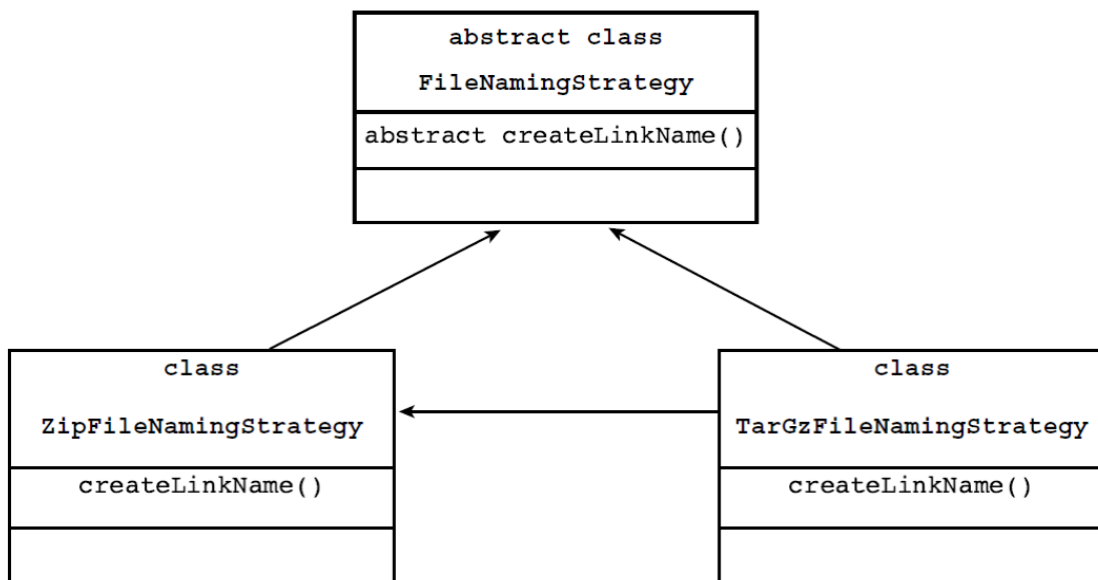 abstract class
FileNamingStrategy
abstract createLinkName()
class
ZipFileNamingStrategy
createLinkName()
class
TarGzFileNamingStrategy
createLinkName()